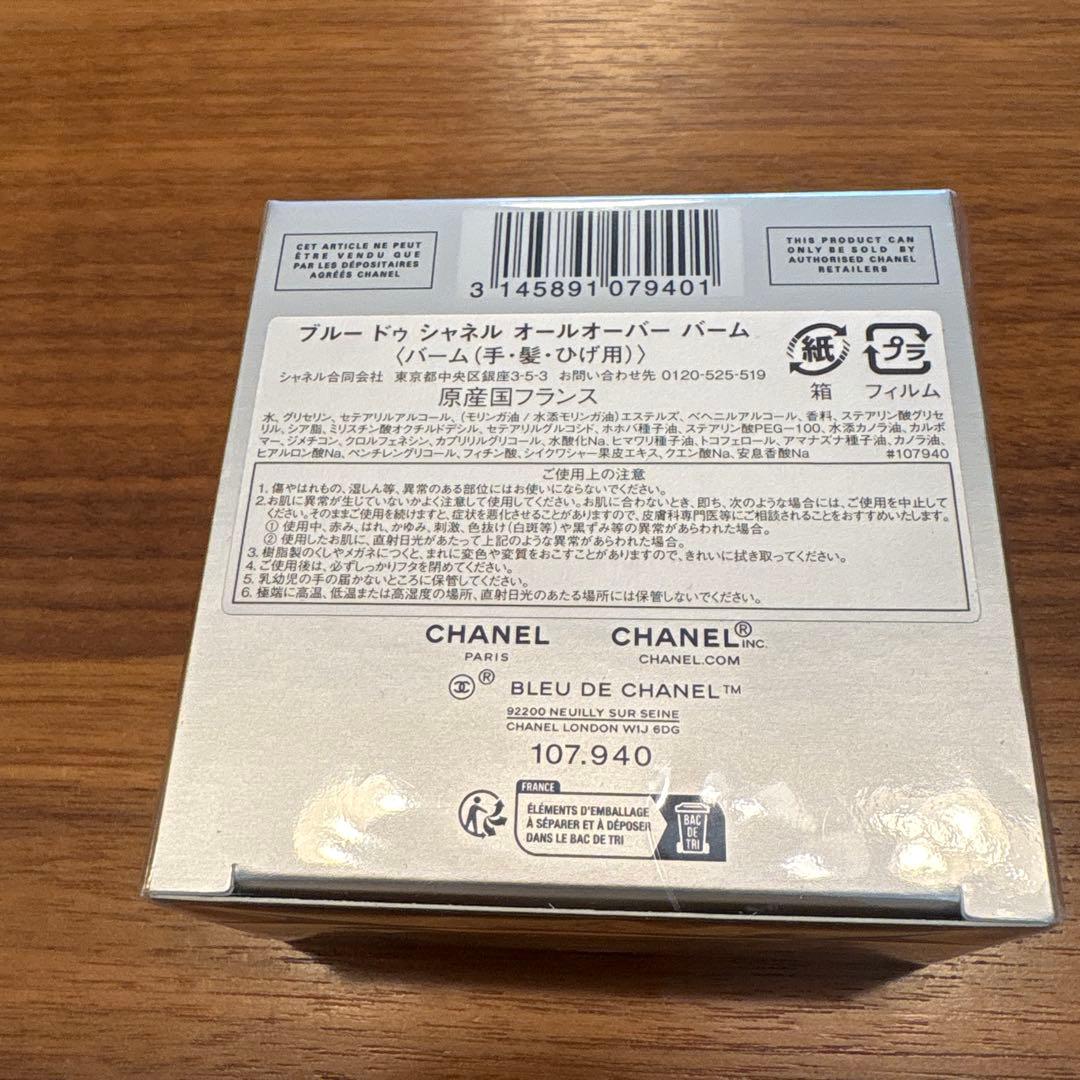 CET ARTICLE NE PEUT
ÊTRE VENDU QUE
PAR LES DÉPOSITAIRES
AGRÉÉS CHANEL
3 145891 079401
THIS PRODUCT CAN
ONLY BE SOLD BY
AUTHORISED CHANEL
RETAILERS
ブルー ドゥ シャネル オールオーバー バーム
〈バーム(手・髪・ひげ用)〉
シャネル合同会社 東京都中央区銀座3-5-3 お問い合わせ先 0120-525-519
原産国フランス
紙
箱
プラ
フィルム
水、グリセリン、セテアリルアルコール、(モリンガ油/水添モリンガ油)エステルズ、ベヘニルアルコール、香料、ステアリン酸グリセ
リル、シア脂、ミリスチン酸オクチルドデシル、セテアリルグルコシド、ホホバ種子油、ステアリン酸PEG-100、水添カノラ油、カルボ
マー、ジメチコン、クロルフェネシン、カプリリルグリコール、水酸化Na、ヒマワリ種子油、トコフェロール、アマナズナ種子油、カノラ油、
ヒアルロン酸Na、ペンチレングリコール、フィチン酸、シイクワシャー果皮エキス、クエン酸Na、安息香酸Na #107940
ご使用上の注意
1. 傷やはれもの、湿しん等、異常のある部位にはお使いにならないでください。
2.お肌に異常が生じていないかよく注意して使用してください。お肌に合わないとき、即ち、次のような場合には、ご使用を中止して
ください。そのままご使用を続けますと、症状を悪化させることがありますので、皮膚科専門医等にご相談されることをおすすめいたします。
① 使用中、赤み、はれ、かゆみ、刺激、色抜け(白斑等)や黒ずみ等の異常があらわれた場合。
② 使用したお肌に、直射日光があたって上記のような異常があらわれた場合。
3. 樹脂製のくしやメガネにつくと、まれに変色や変質をおこすことがありますので、きれいに拭き取ってください。
4. ご使用後は、必ずしっかりフタを閉めてください。
5. 乳幼児の手の届かないところに保管してください。
6. 極端に高温、低温または高湿度の場所、直射日光のあたる場所には保管しないでください。
CHANEL
PARIS
CHANEL® INC.
CHANEL.COM
® BLEU DE CHANEL™
92200 NEUILLY SUR SEINE
CHANEL LONDON W1J 6DG
107.940
FRANCE
ÉLÉMENTS D'EMBALLAGE
À SÉPARER ET À DÉPOSER
DANS LE BAC DE TRI
BAC
DE
TRI